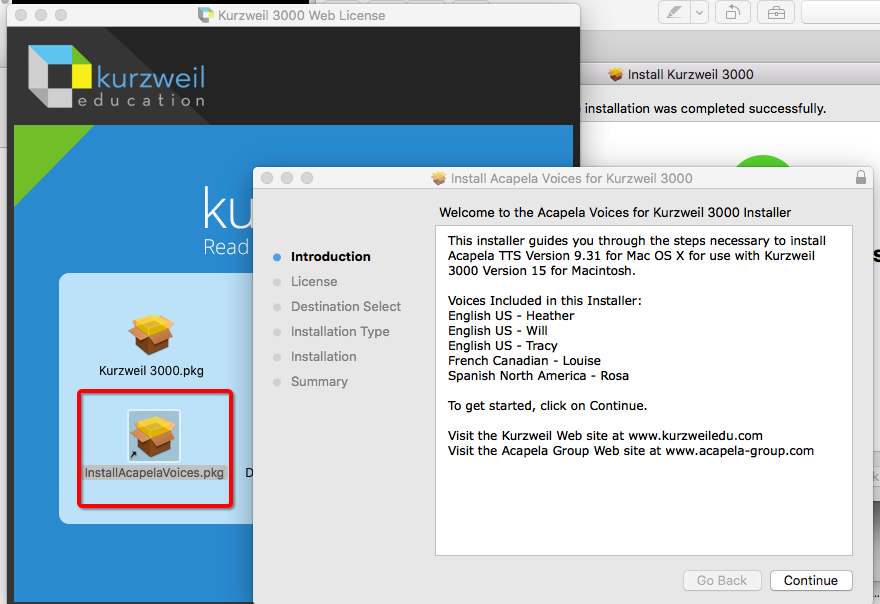 Kurzweil 3000 Web License
kurzweil
education
Install Kurzweil 3000
installation was completed successfully.
Read
Kurzweil 3000.pkg
InstallAcapelaVoices.pkg
Install Acapela Voices for Kurzweil 3000
Welcome to the Acapela Voices for Kurzweil 3000 Installer
Introduction
License
Destination Select
Installation Type
Installation
Summary
This installer guides you through the steps necessary to install
Acapela TTS Version 9.31 for Mac OS X for use with Kurzweil
3000 Version 15 for Macintosh.
Voices Included in this Installer:
English US - Heather
English US - Will
English US - Tracy
French Canadian - Louise
Spanish North America - Rosa
To get started, click on Continue.
Visit the Kurzweil Web site at www.kurzweiledu.com
Visit the Acapela Group Web site at www.acapela-group.com
Go Back
Continue